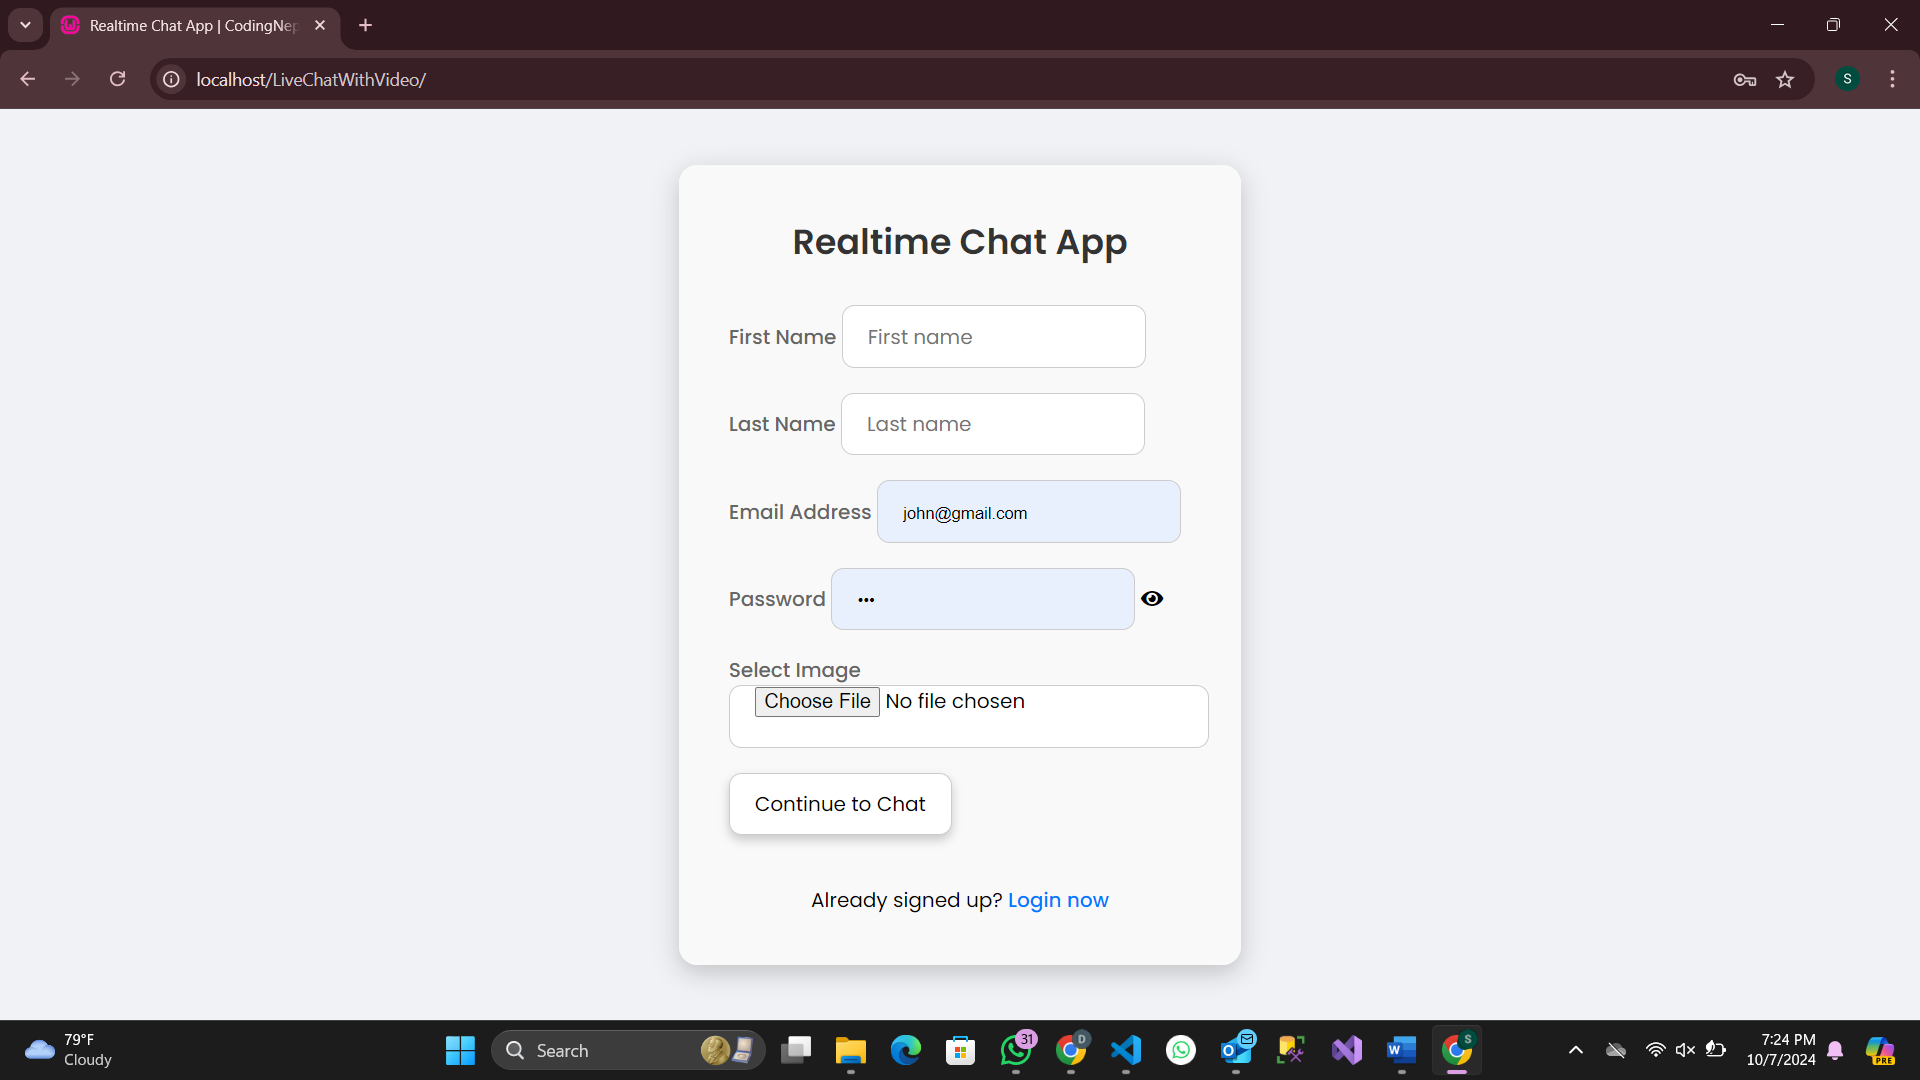 Realtime Chat App | CodingNep
localhost/LiveChatWithVideo/
S
Realtime Chat App
First Name First name
Last Name Last name
Email Address john@gmail.com
Password •••
Select Image
Choose File No file chosen
Continue to Chat
Already signed up? Login now
79°F
Cloudy
Search
31
D
S
7:24 PM
10/7/2024
PRE